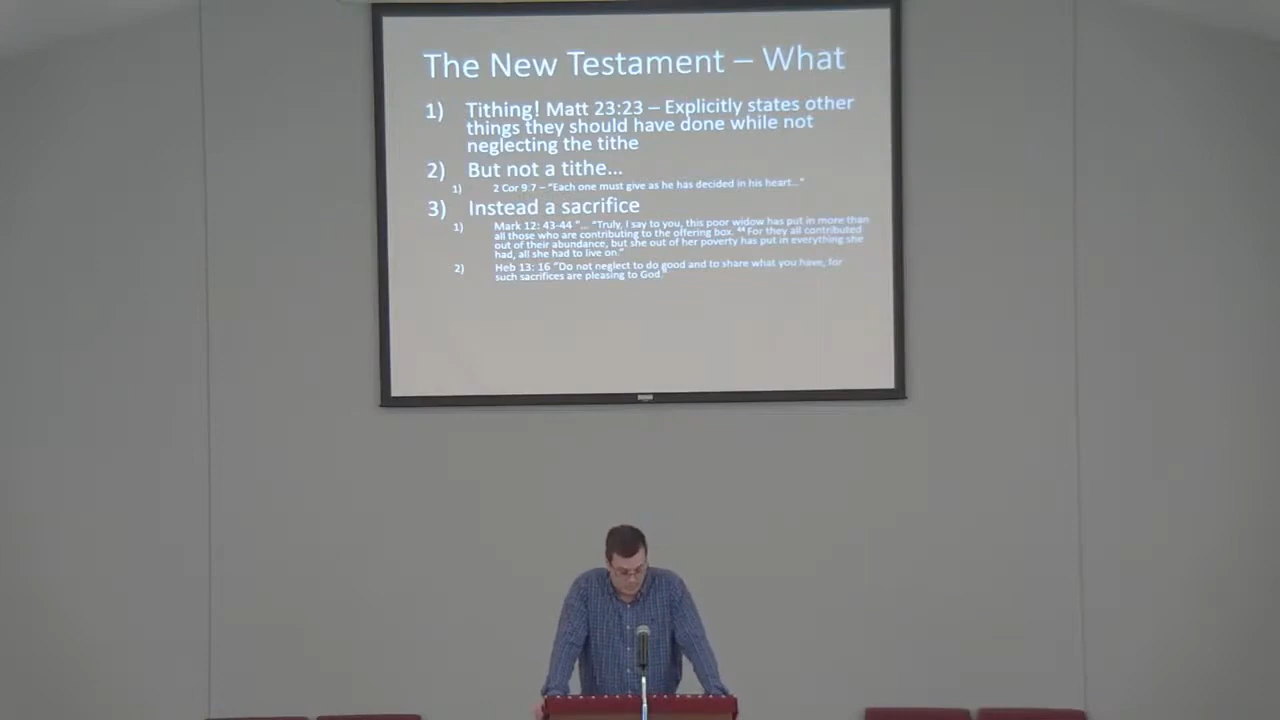 The New Testament – What
1) Tithing! Matt 23:23 – Explicitly states other
things they should have done while not
neglecting the tithe
2) But not a tithe...
1) 2 Cor 9:7 – "Each one must give as he has decided in his heart..."
3) Instead a sacrifice
1) Mark 12: 43-44 "... "Truly, I say to you, this poor widow has put in more than
all those who are contributing to the offering box. ⁴⁴ For they all contributed
out of their abundance, but she out of her poverty has put in everything she
had, all she had to live on."
2) Heb 13: 16 "Do not neglect to do good and to share what you have, for
such sacrifices are pleasing to God."